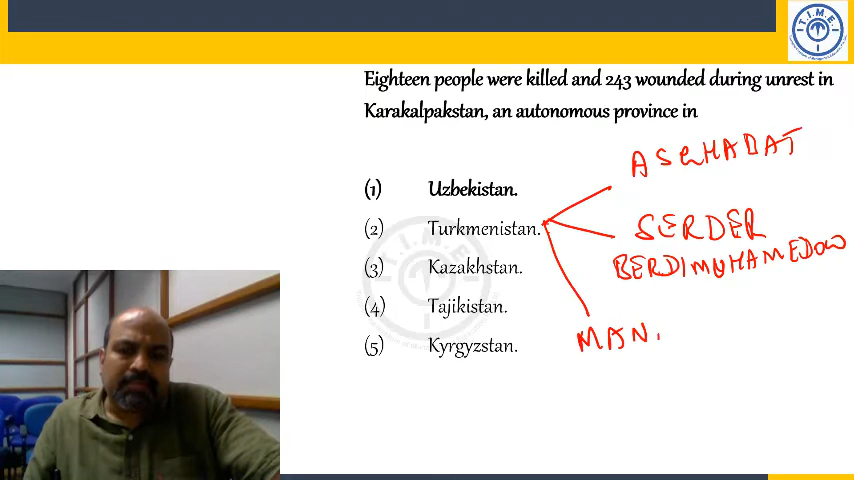 T.I.M.E.
Eighteen people were killed and 243 wounded during unrest in
Karakalpakstan, an autonomous province in
(1) Uzbekistan.
(2) Turkmenistan.
(3) Kazakhstan.
(4) Tajikistan.
(5) Kyrgyzstan.
ASGHABAT
SERDER
BERDIMUHAMEDOW
MAN.